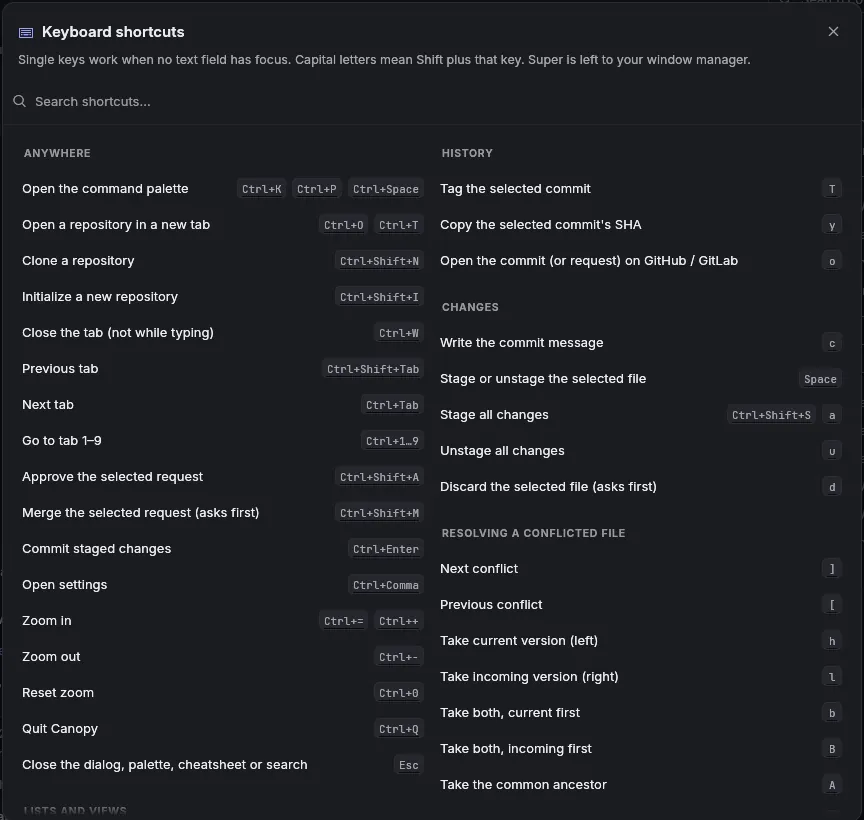 Keyboard shortcuts
Single keys work when no text field has focus. Capital letters mean Shift plus that key. Super is left to your window manager.
Search shortcuts...
ANYWHERE
Open the command palette Ctrl+K Ctrl+P Ctrl+Space
Open a repository in a new tab Ctrl+O Ctrl+T
Clone a repository Ctrl+Shift+N
Initialize a new repository Ctrl+Shift+I
Close the tab (not while typing) Ctrl+W
Previous tab Ctrl+Shift+Tab
Next tab Ctrl+Tab
Go to tab 1–9 Ctrl+1…9
Approve the selected request Ctrl+Shift+A
Merge the selected request (asks first) Ctrl+Shift+M
Commit staged changes Ctrl+Enter
Open settings Ctrl+Comma
Zoom in Ctrl+= Ctrl++
Zoom out Ctrl+-
Reset zoom Ctrl+0
Quit Canopy Ctrl+Q
Close the dialog, palette, cheatsheet or search Esc
LISTS AND VIEWS
HISTORY
Tag the selected commit T
Copy the selected commit's SHA y
Open the commit (or request) on GitHub / GitLab o
CHANGES
Write the commit message c
Stage or unstage the selected file Space
Stage all changes Ctrl+Shift+S a
Unstage all changes u
Discard the selected file (asks first) d
RESOLVING A CONFLICTED FILE
Next conflict ]
Previous conflict [
Take current version (left) h
Take incoming version (right) l
Take both, current first b
Take both, incoming first B
Take the common ancestor A